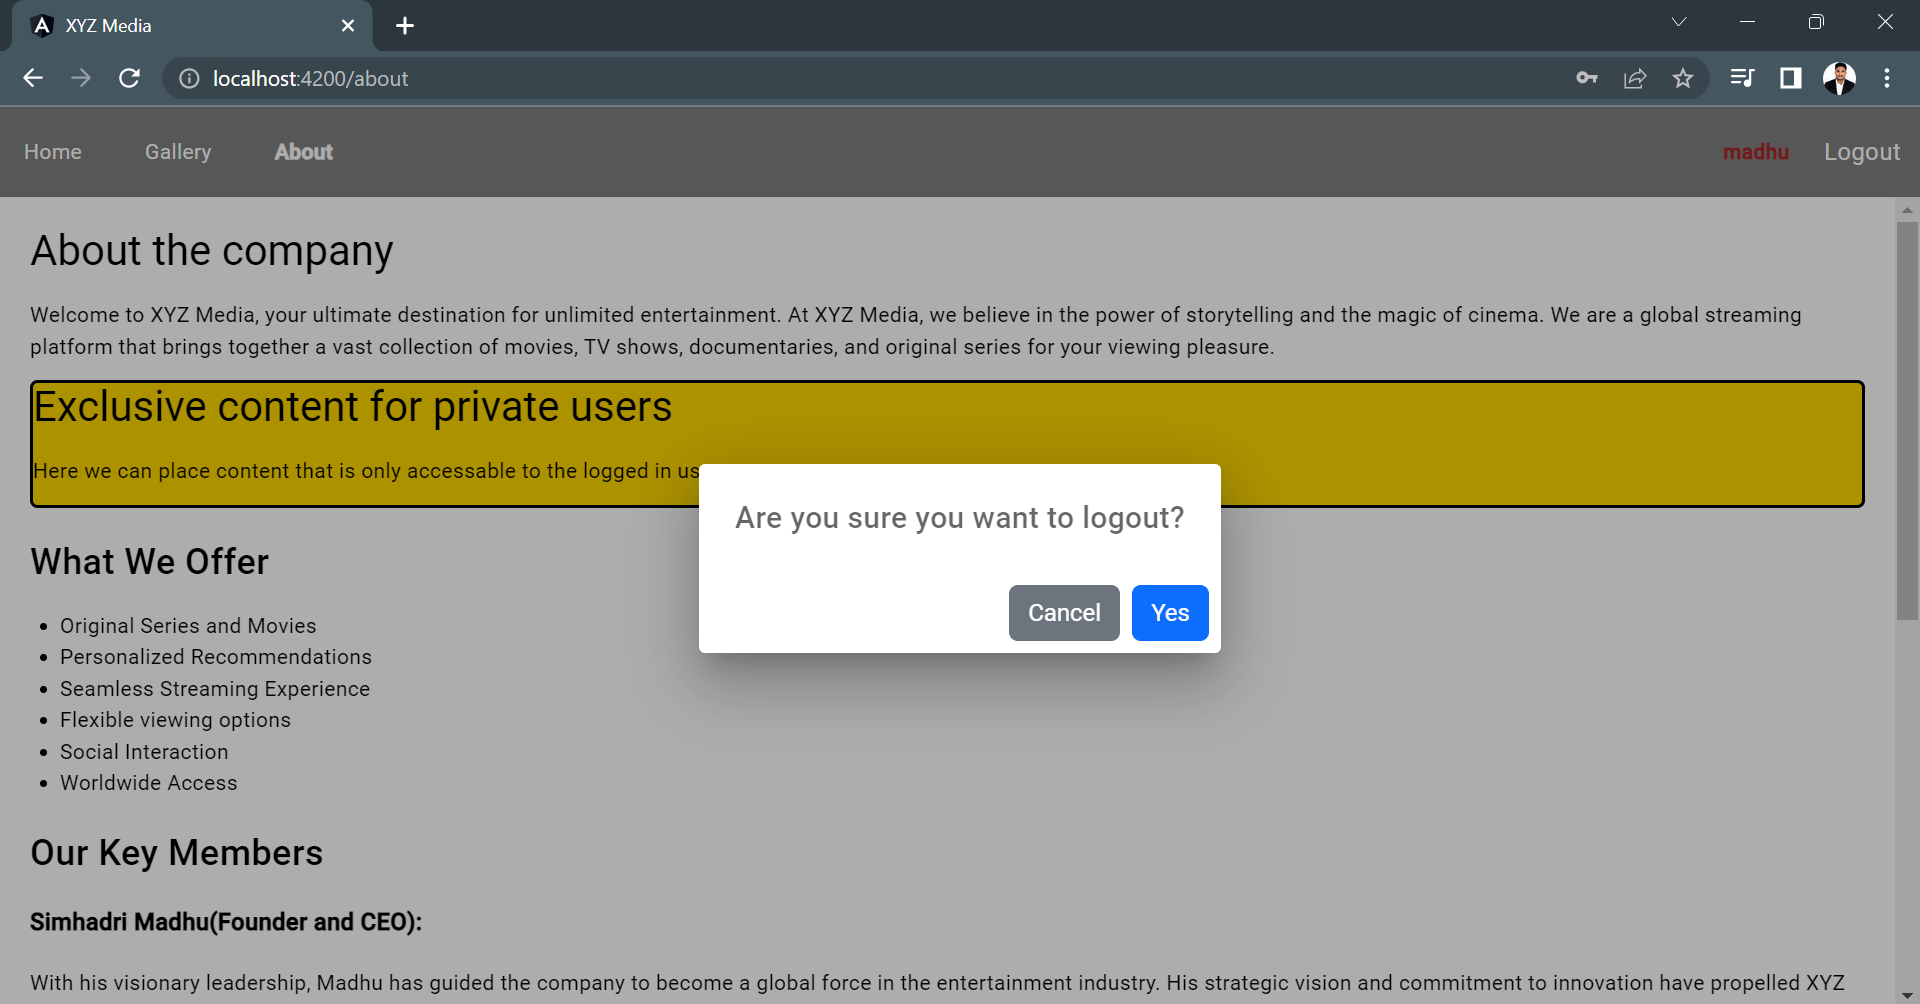 XYZ Media
localhost:4200/about
Home Gallery About madhu Logout
About the company
Welcome to XYZ Media, your ultimate destination for unlimited entertainment. At XYZ Media, we believe in the power of storytelling and the magic of cinema. We are a global streaming
platform that brings together a vast collection of movies, TV shows, documentaries, and original series for your viewing pleasure.
Exclusive content for private users
Here we can place content that is only accessable to the logged in us
Are you sure you want to logout?
Cancel Yes
What We Offer
Original Series and Movies
Personalized Recommendations
Seamless Streaming Experience
Flexible viewing options
Social Interaction
Worldwide Access
Our Key Members
Simhadri Madhu(Founder and CEO):
With his visionary leadership, Madhu has guided the company to become a global force in the entertainment industry. His strategic vision and commitment to innovation have propelled XYZ